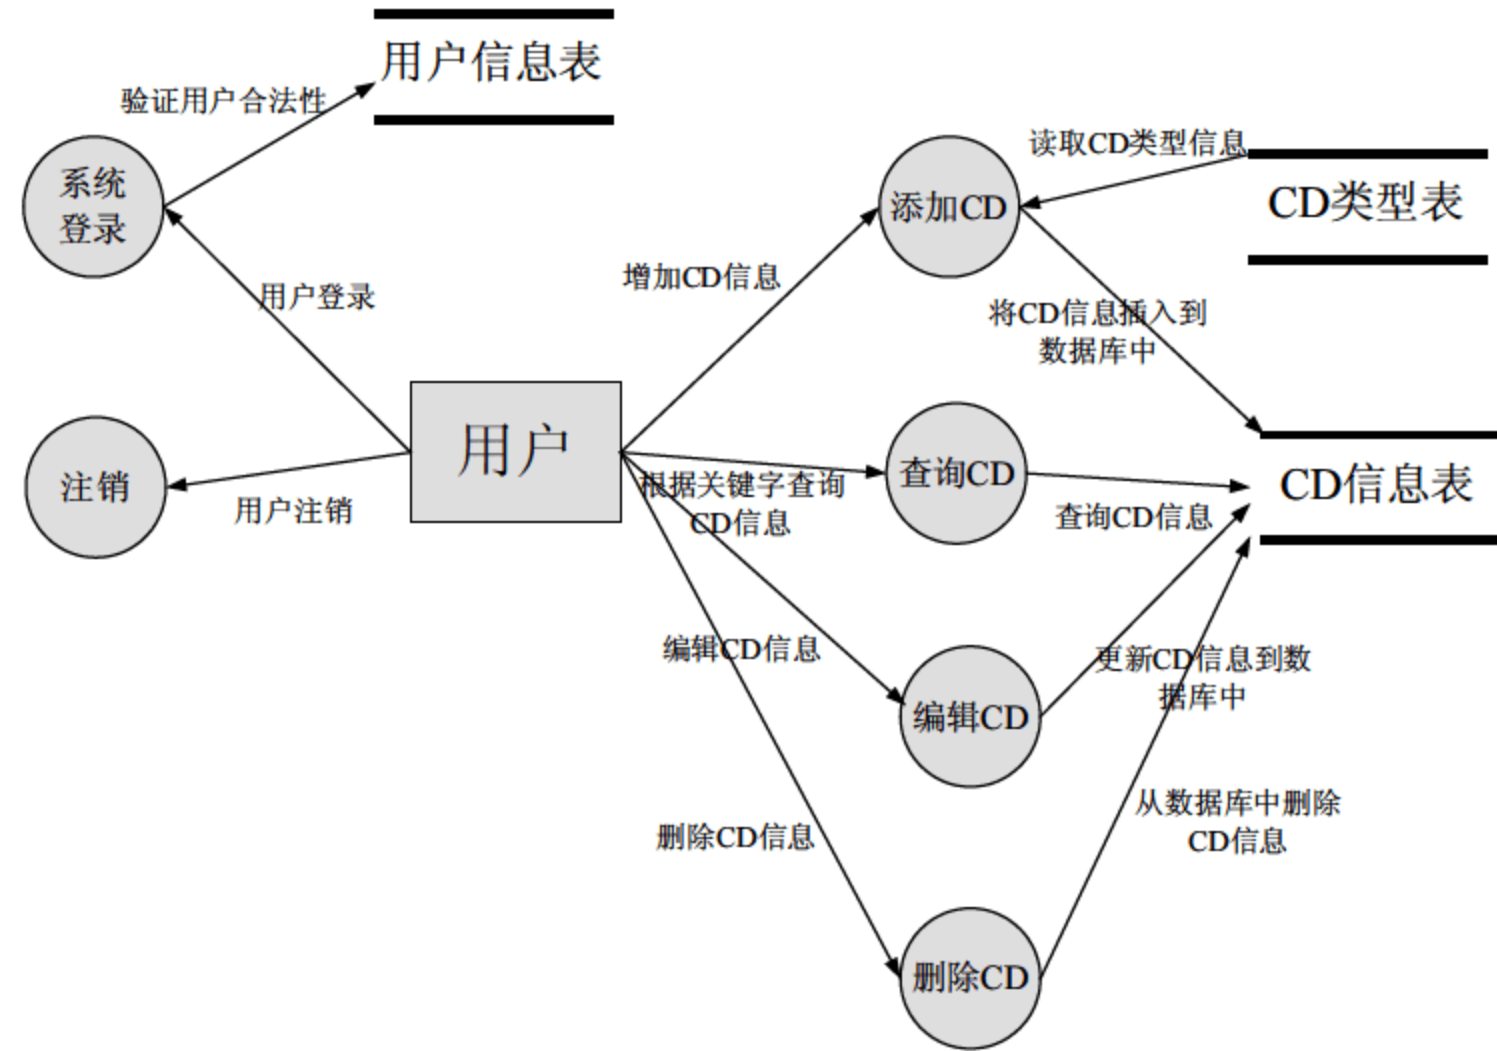 用户信息表
验证用户合法性
系统
登录
读取CD类型信息
添加CD
CD类型表
增加CD信息
用户登录
将CD信息插入到
数据库中
用户
注销
用户注销
根据关键字查询
CD信息
查询CD
查询CD信息
CD信息表
编辑CD信息
编辑CD
更新CD信息到数
据库中
删除CD信息
从数据库中删除
CD信息
删除CD